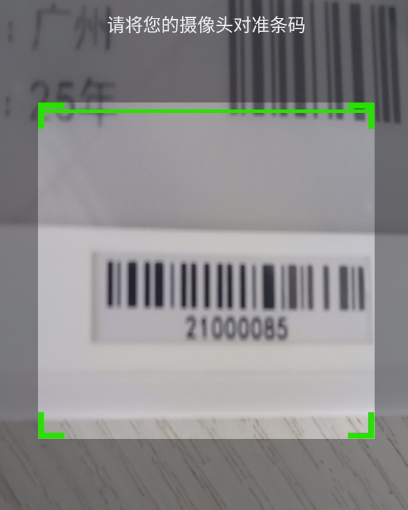 请将您的摄像头对准条码
: 广州
: 25年
21000085